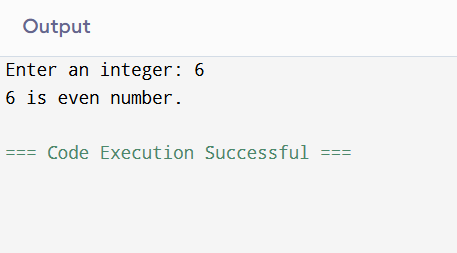 Output
Enter an integer: 6
6 is even number.
=== Code Execution Successful ===